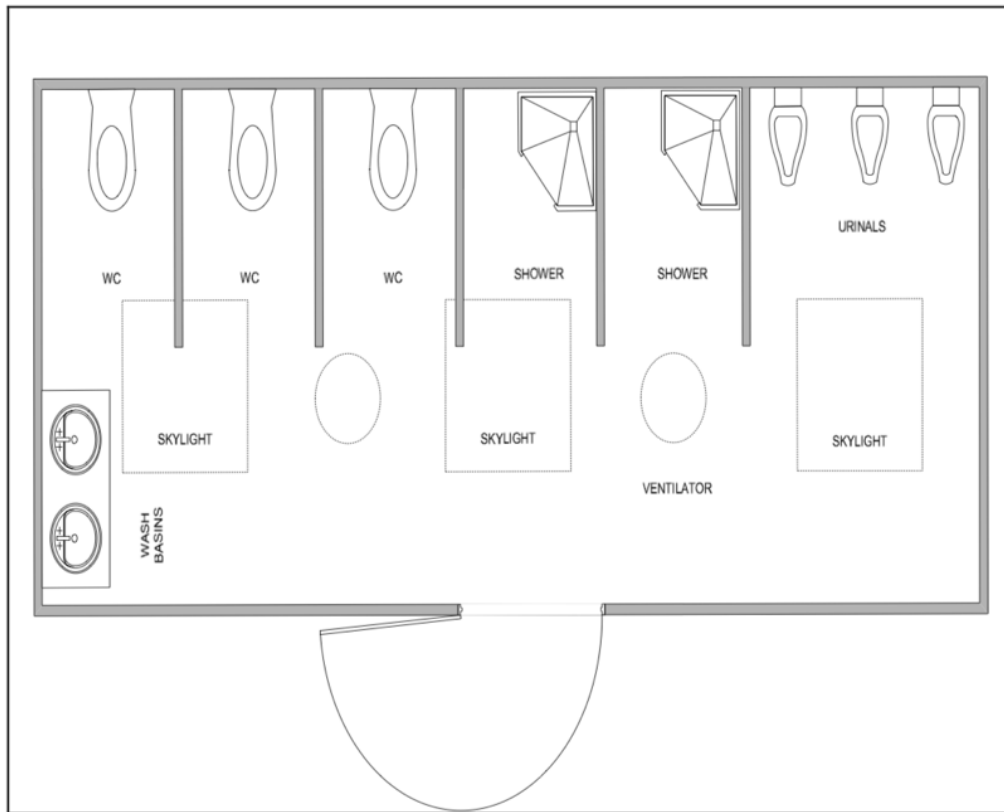 URINALS
WC
WC
WC
SHOWER
SHOWER
SKYLIGHT
SKYLIGHT
SKYLIGHT
VENTILATOR
WASH
BASINS